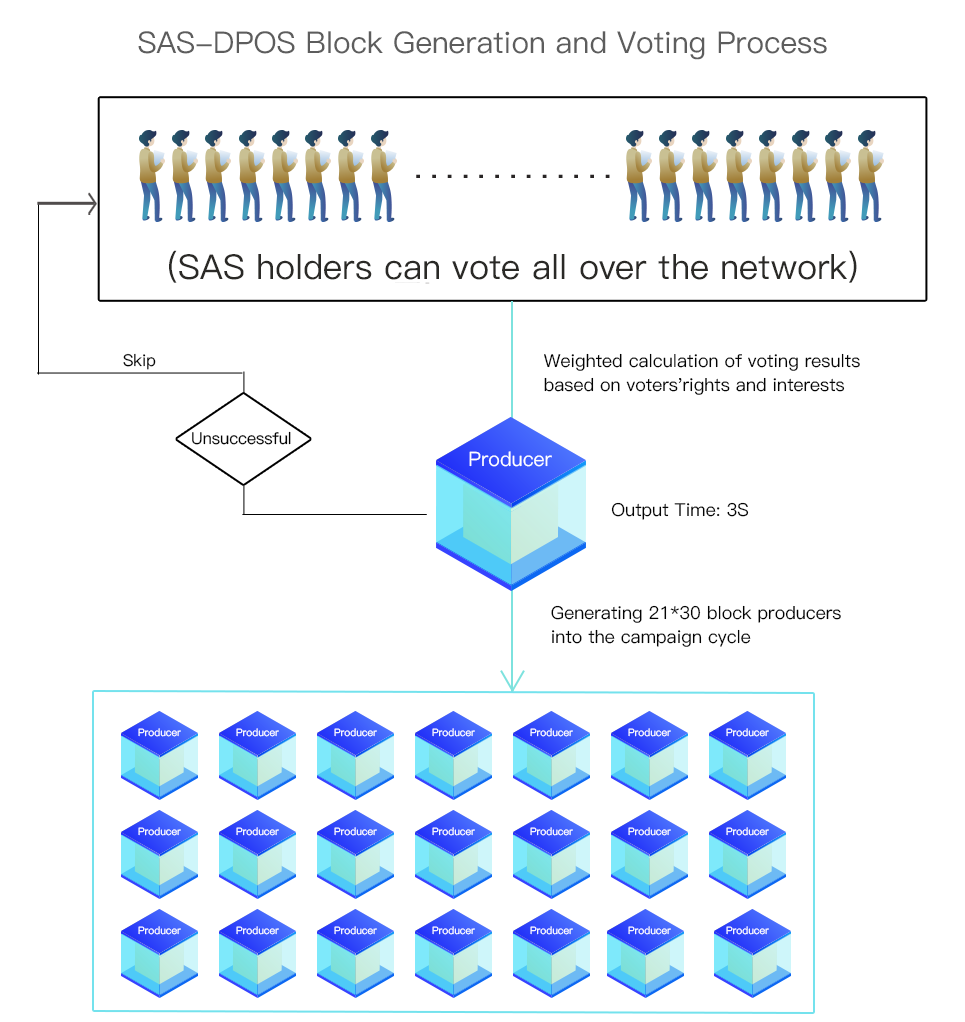 SAS-DPOS Block Generation and Voting Process
(SAS holders can vote all over the network)
Skip
Weighted calculation of voting results
based on voters'rights and interests
Unsuccessful
Producer
Output Time: 3S
Generating 21*30 block producers
into the campaign cycle
Producer Producer Producer Producer Producer Producer Producer
Producer Producer Producer Producer Producer Producer Producer
Producer Producer Producer Producer Producer Producer Producer